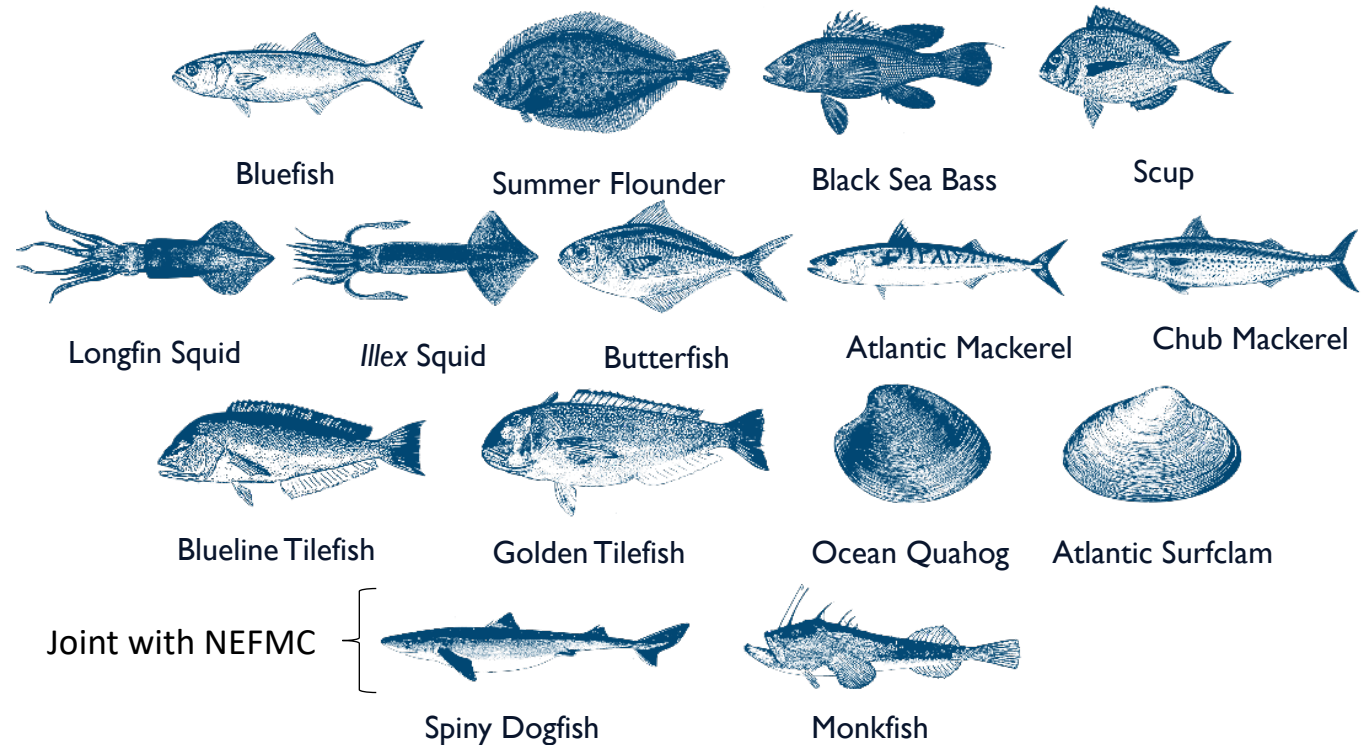 Bluefish
Summer Flounder
Black Sea Bass
Scup
Longfin Squid
Illex Squid
Butterfish
Atlantic Mackerel
Chub Mackerel
Blueline Tilefish
Golden Tilefish
Ocean Quahog
Atlantic Surfclam
Joint with NEFMC
Spiny Dogfish
Monkfish